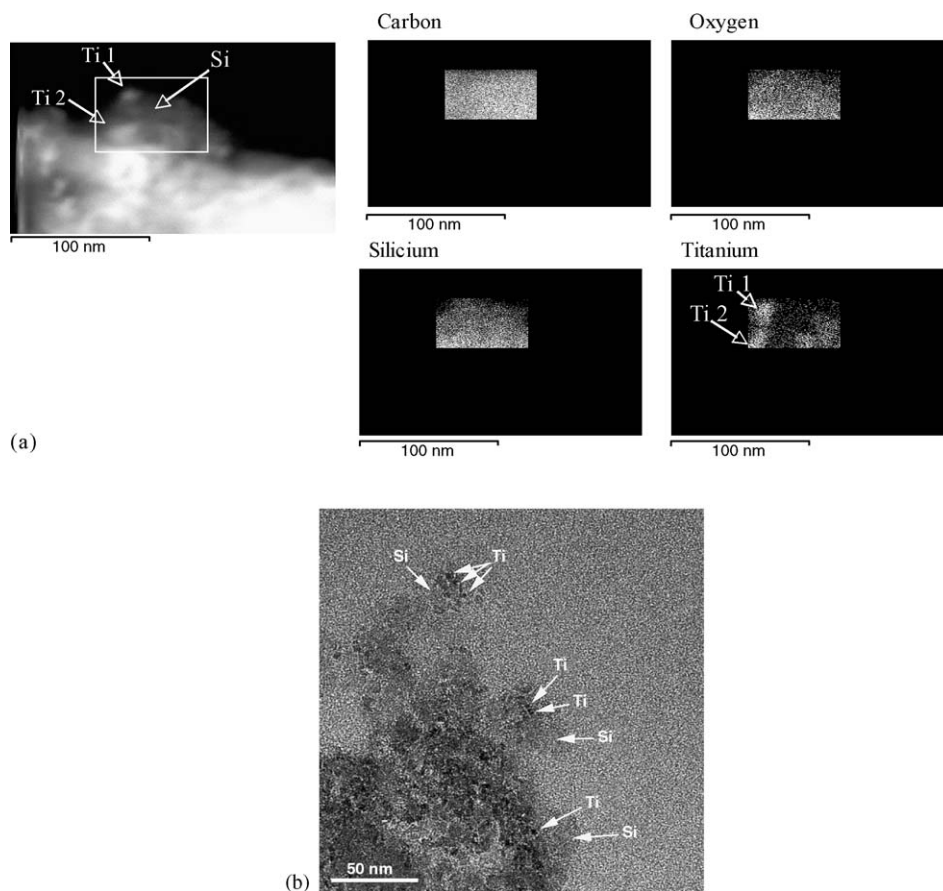 Carbon
Oxygen
Ti 1
Si
Ti 2
100 nm
100 nm
100 nm
Silicium
Titanium
Ti 1
Ti 2
(a)
100 nm
100 nm
Si
Ti
Ti
Ti
Si
Ti
Si
50 nm
(b)